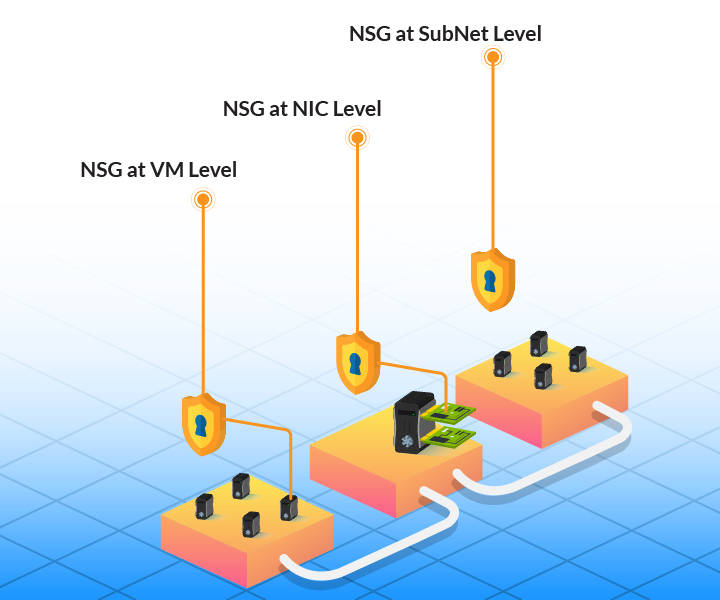 NSG at SubNet Level
NSG at NIC Level
NSG at VM Level